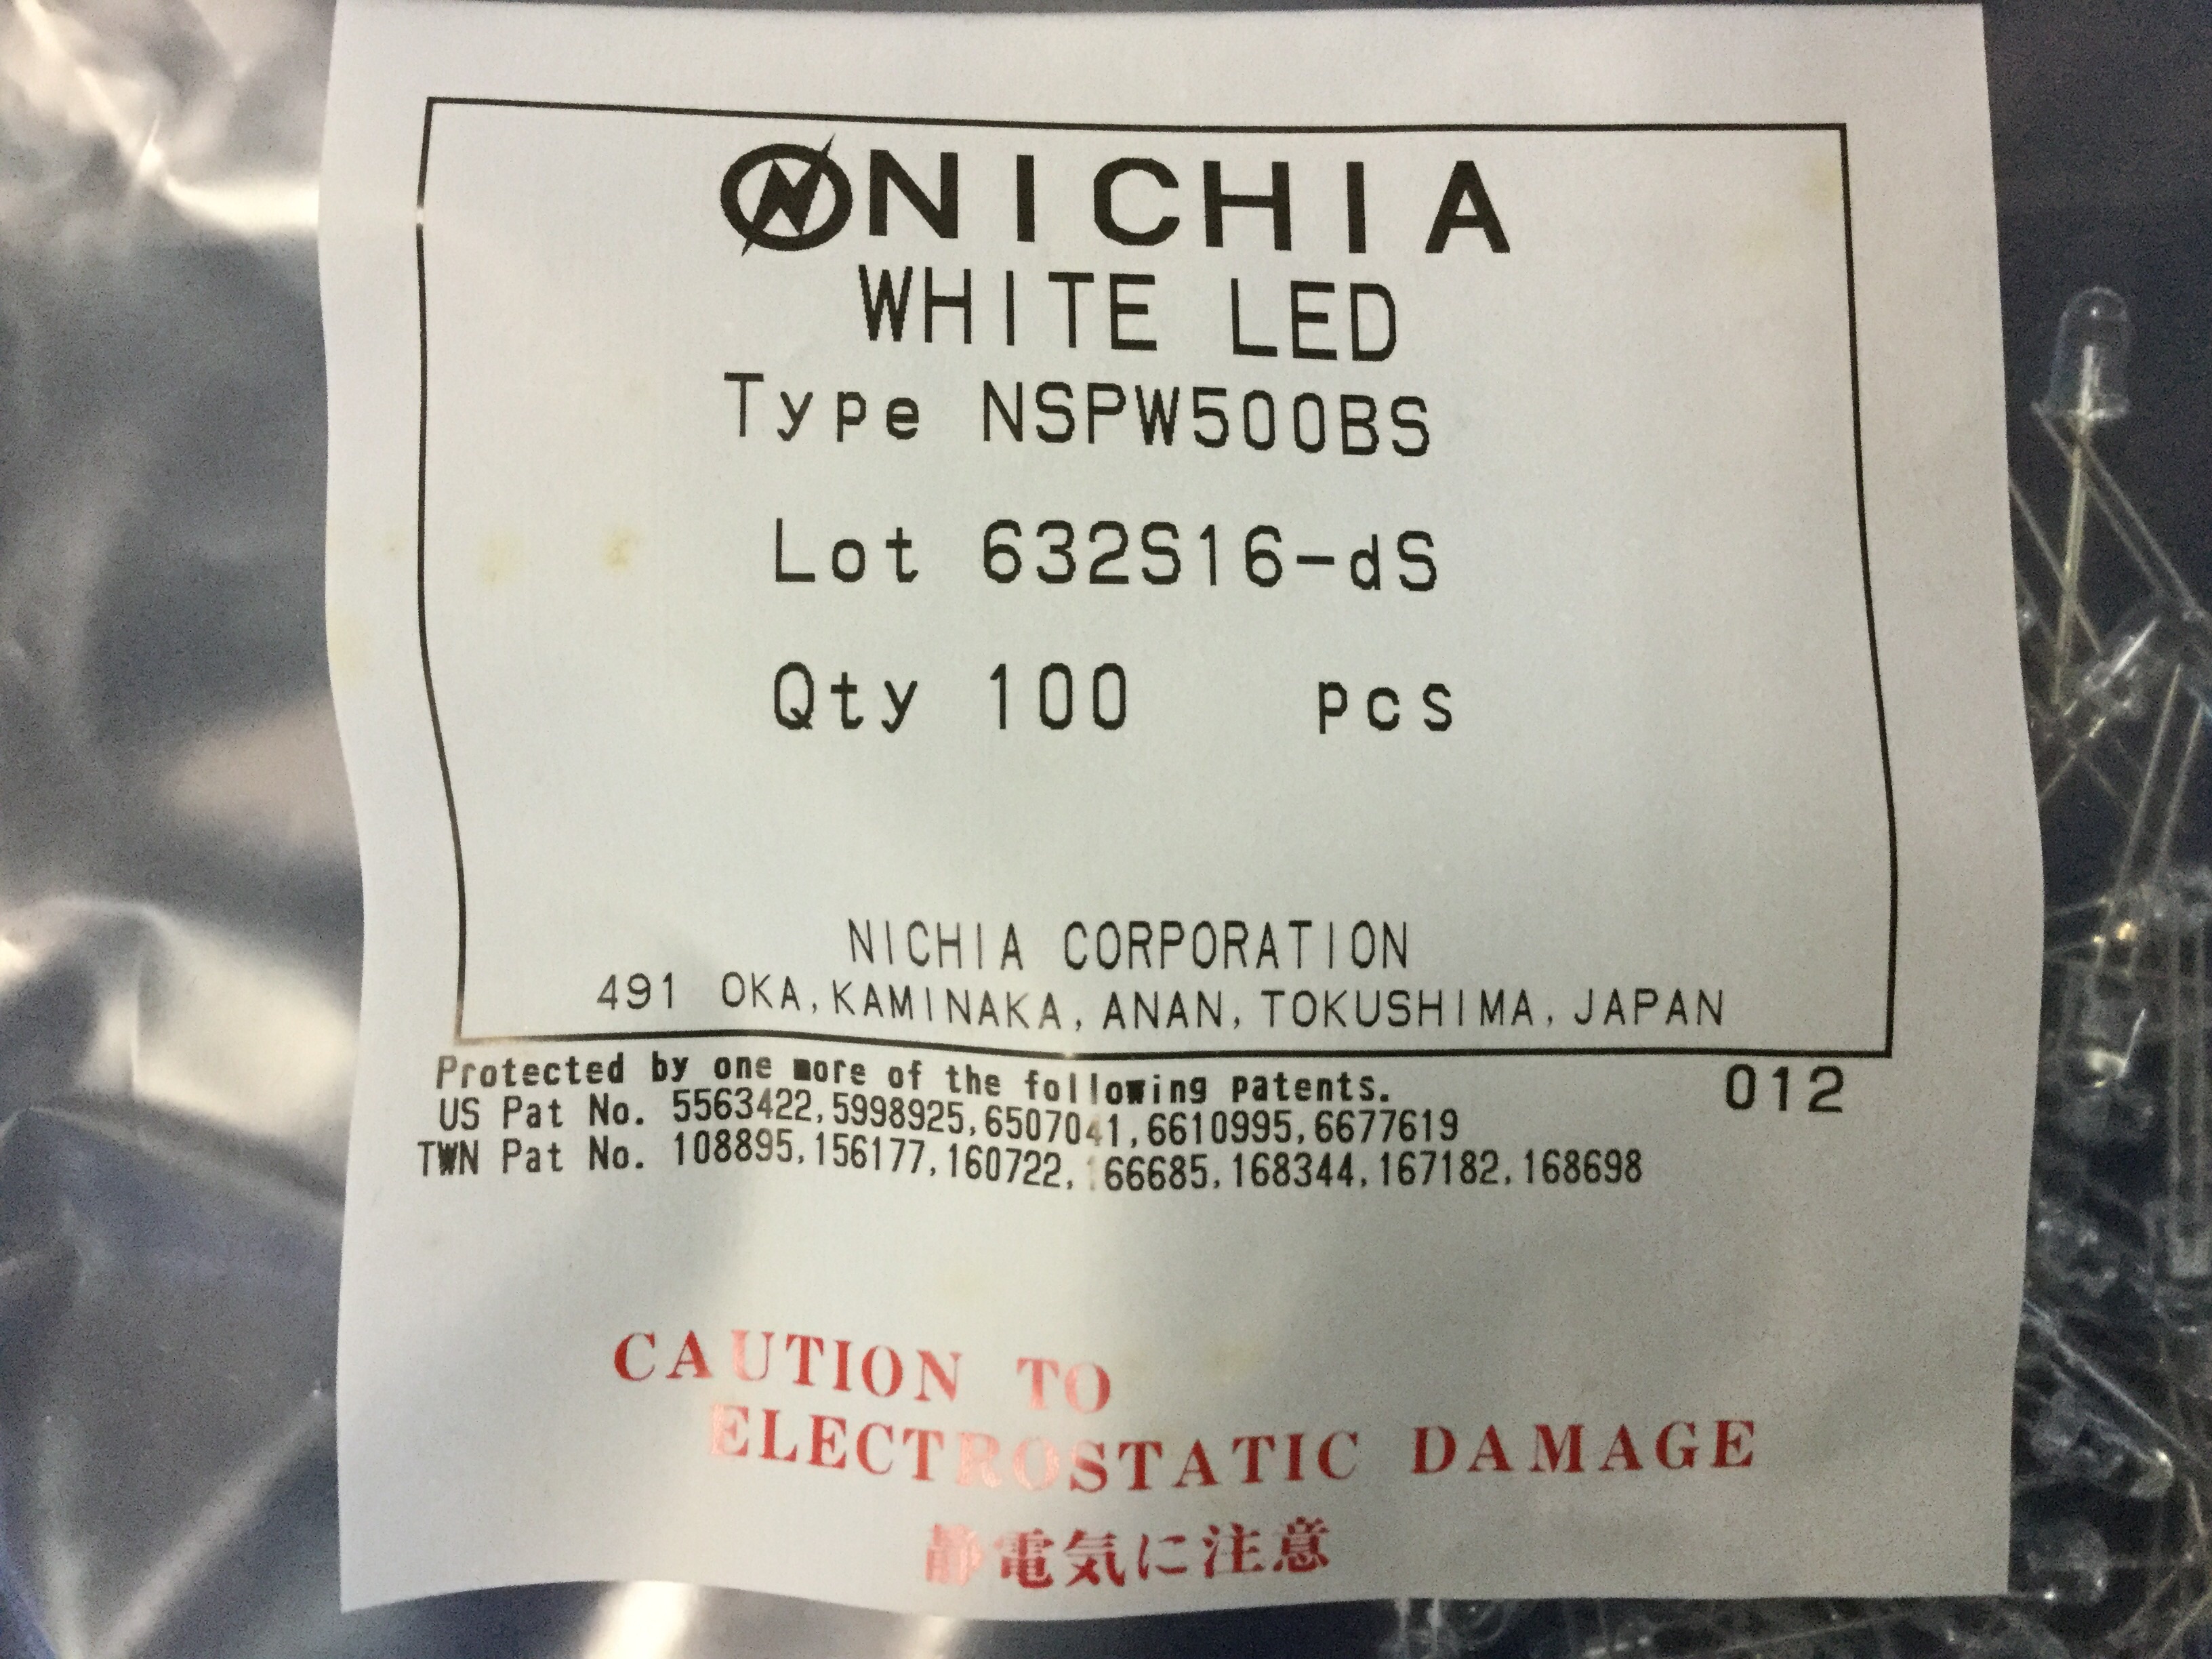 NICHIA
WHITE LED
Type NSPW500BS
Lot 632S16-dS
Qty 100 pcs
NICHIA CORPORATION
491 OKA,KAMINAKA,ANAN,TOKUSHIMA,JAPAN
Protected by one more of the following patents.
012
US Pat No. 5563422,5998925,6507041,6610995,6677619
TWN Pat No. 108895,156177,160722,166685,168344,167182,168698
CAUTION TO
ELECTROSTATIC DAMAGE
静電気に注意